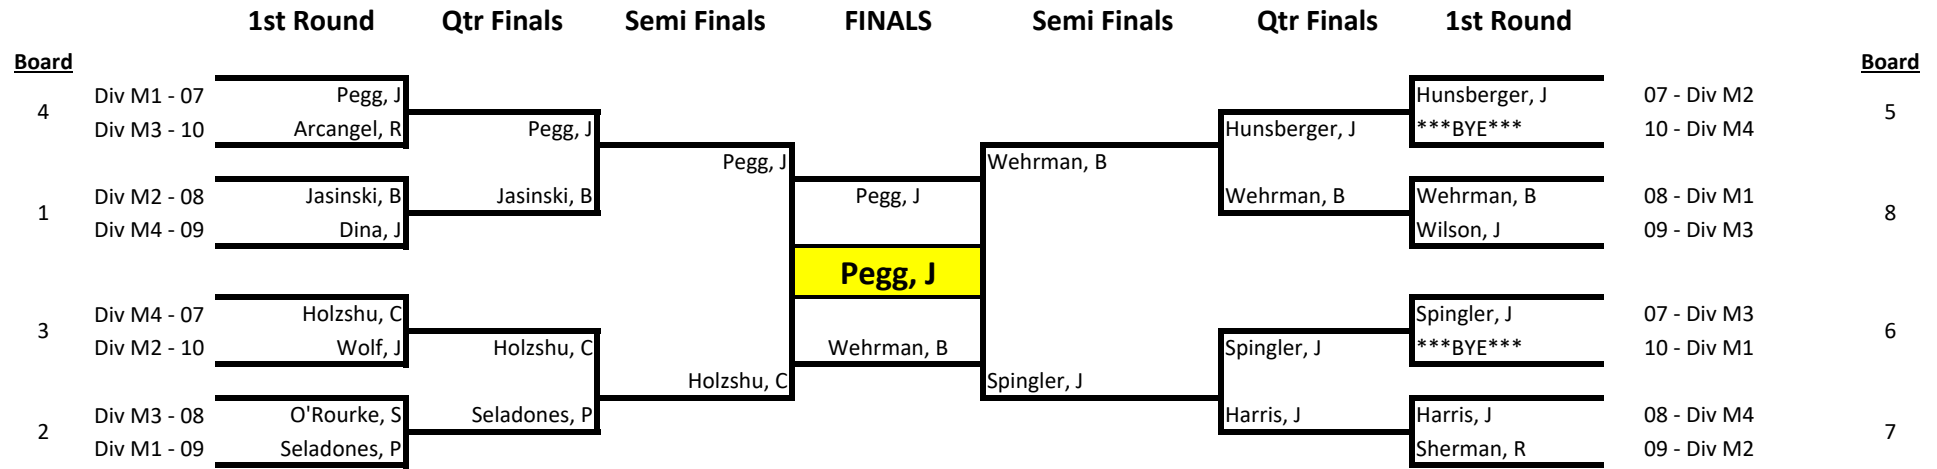 1st Round Qtr Finals Semi Finals FINALS Semi Finals Qtr Finals 1st Round
Board Board
Div M1 - 07 Pegg, J Hunsberger, J 07 - Div M2
4 5
Div M3 - 10 Arcangel, R Pegg, J Hunsberger, J ***BYE*** 10 - Div M4
Pegg, J Wehrman, B
Div M2 - 08 Jasinski, B Jasinski, B Pegg, J Wehrman, B Wehrman, B 08 - Div M1
1 8
Div M4 - 09 Dina, J Wilson, J 09 - Div M3
Pegg, J
Div M4 - 07 Holzshu, C Spingler, J 07 - Div M3
3 6
Div M2 - 10 Wolf, J Holzshu, C Wehrman, B Spingler, J ***BYE*** 10 - Div M1
Holzshu, C Spingler, J
Div M3 - 08 O'Rourke, S Seladones, P Harris, J Harris, J 08 - Div M4
2 7
Div M1 - 09 Seladones, P Sherman, R 09 - Div M2